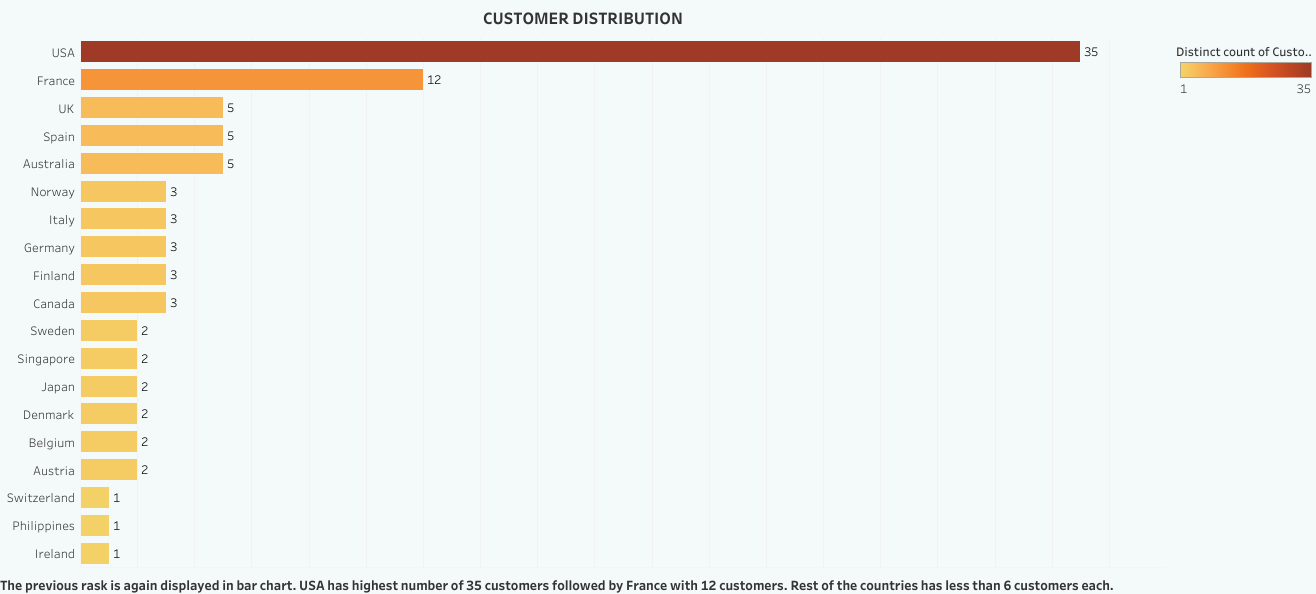 CUSTOMER DISTRIBUTION
USA 35
France 12
UK 5
Spain 5
Australia 5
Norway 3
Italy 3
Germany 3
Finland 3
Canada 3
Sweden 2
Singapore 2
Japan 2
Denmark 2
Belgium 2
Austria 2
Switzerland 1
Philippines 1
Ireland 1
Distinct count of Custo..
1 35
The previous rask is again displayed in bar chart. USA has highest number of 35 customers followed by France with 12 customers. Rest of the countries has less than 6 customers each.